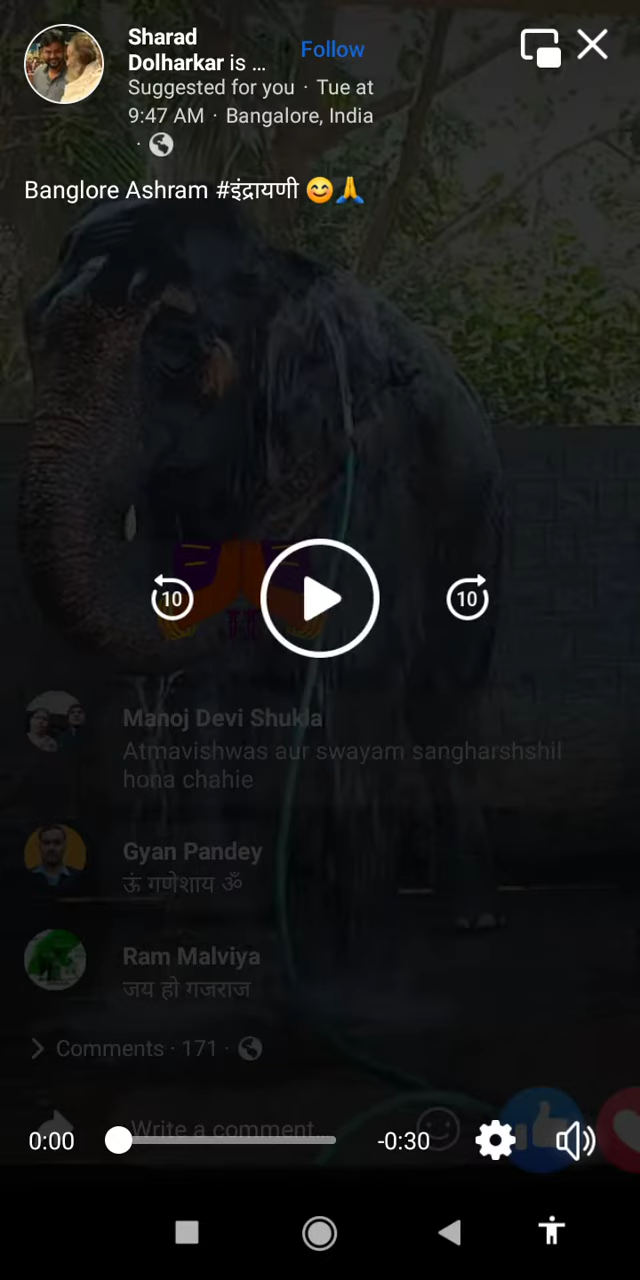 Sharad
Dolharkar is ...
Follow
Suggested for you · Tue at
9:47 AM · Bangalore, India
·
Banglore Ashram #इंद्रायणी 😊🙏
10
10
Manoj Devi Shukla
Atmavishwas aur swayam sangharshshil
hona chahie
Gyan Pandey
ऊं गणेशाय ॐ
Ram Malviya
जय हो गजराज
Comments · 171 ·
Write a comment...
0:00
-0:30